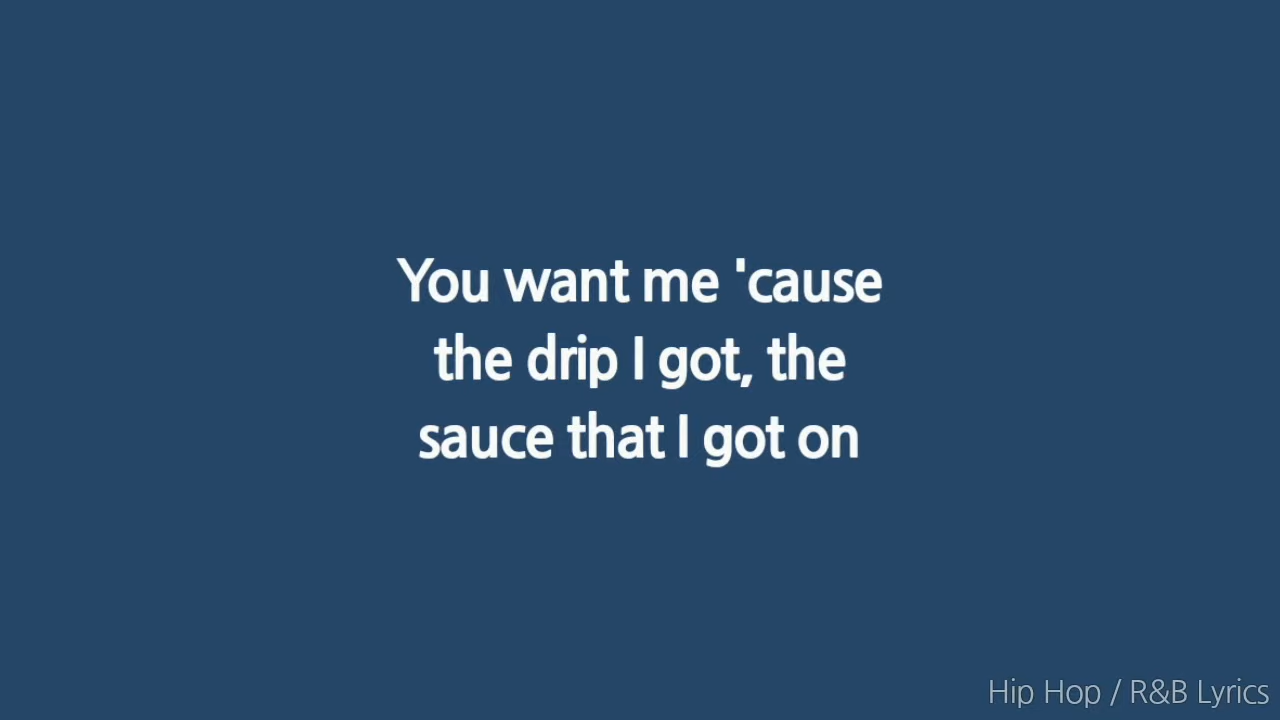 You want me 'cause
the drip I got, the
sauce that I got on
Hip Hop / R&B Lyrics